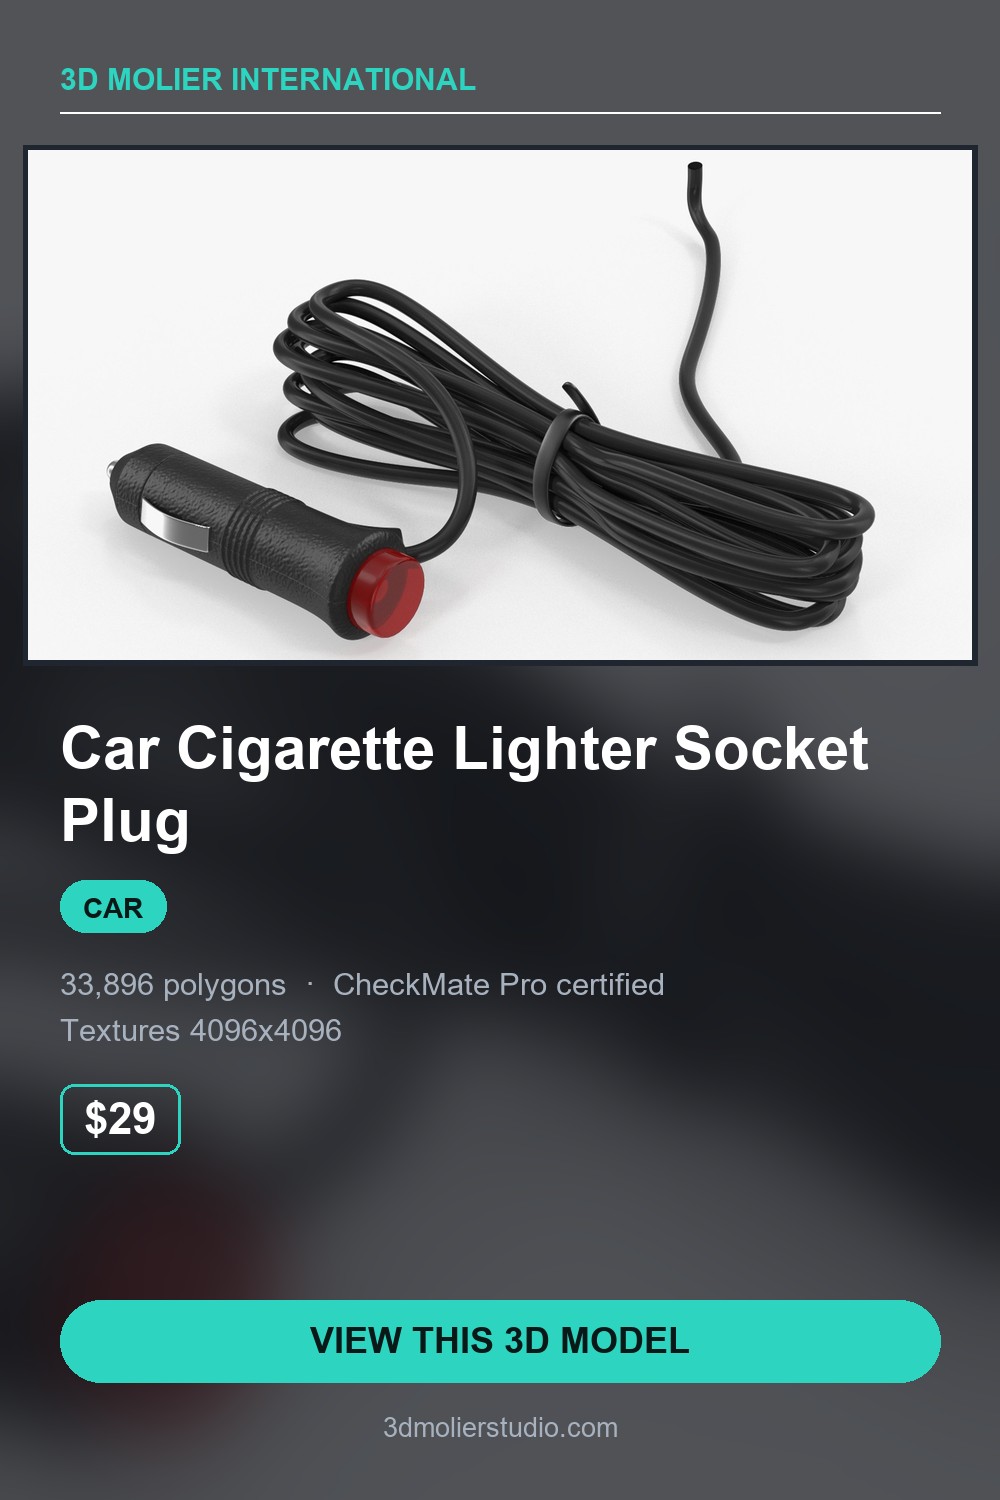 3D MOLIER INTERNATIONAL
Car Cigarette Lighter Socket
Plug
CAR
33,896 polygons · CheckMate Pro certified
Textures 4096x4096
$29
VIEW THIS 3D MODEL
3dmolierstudio.com